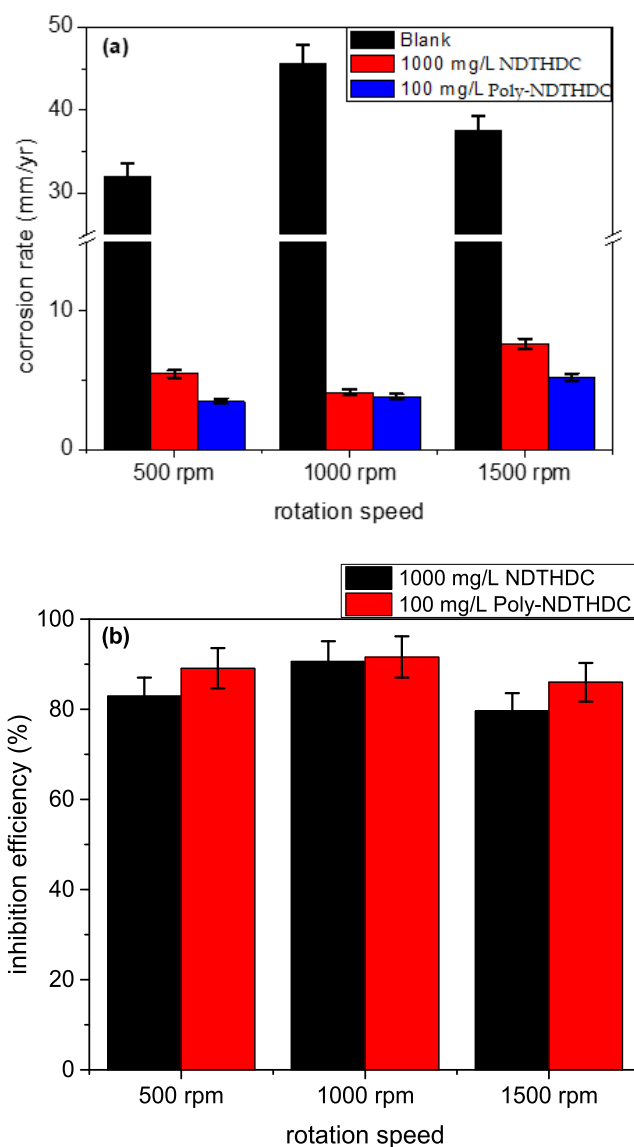 (a)
Blank
1000 mg/L NDTHDC
100 mg/L Poly-NDTHDC
50
40
30
10
0
corrosion rate (mm/yr)
500 rpm
1000 rpm
1500 rpm
rotation speed
1000 mg/L NDTHDC
100 mg/L Poly-NDTHDC
(b)
100
80
60
40
20
0
inhibition efficiency (%)
500 rpm
1000 rpm
1500 rpm
rotation speed